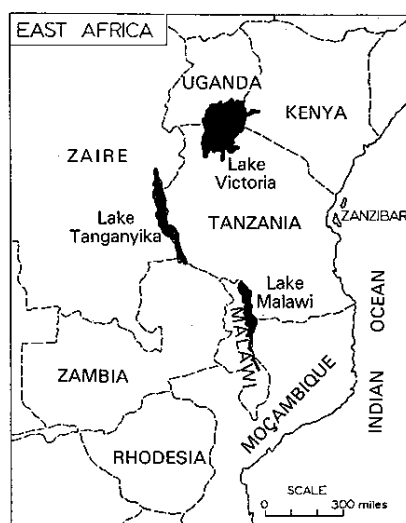 EAST AFRICA
UGANDA
KENYA
ZAIRE
Lake
Victoria
Lake
Tanganyika
TANZANIA
ZANZIBAR
Lake
Malawi
MALAWI
INDIAN OCEAN
ZAMBIA
MOÇAMBIQUE
RHODESIA
SCALE
0 300 miles